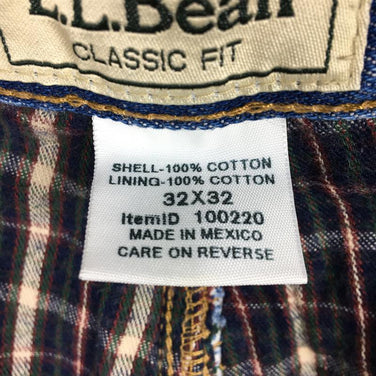 L.L.Bean
CLASSIC FIT
SHELL-100% COTTON
LINING-100% COTTON
32X32
ItemID 100220
MADE IN MEXICO
CARE ON REVERSE